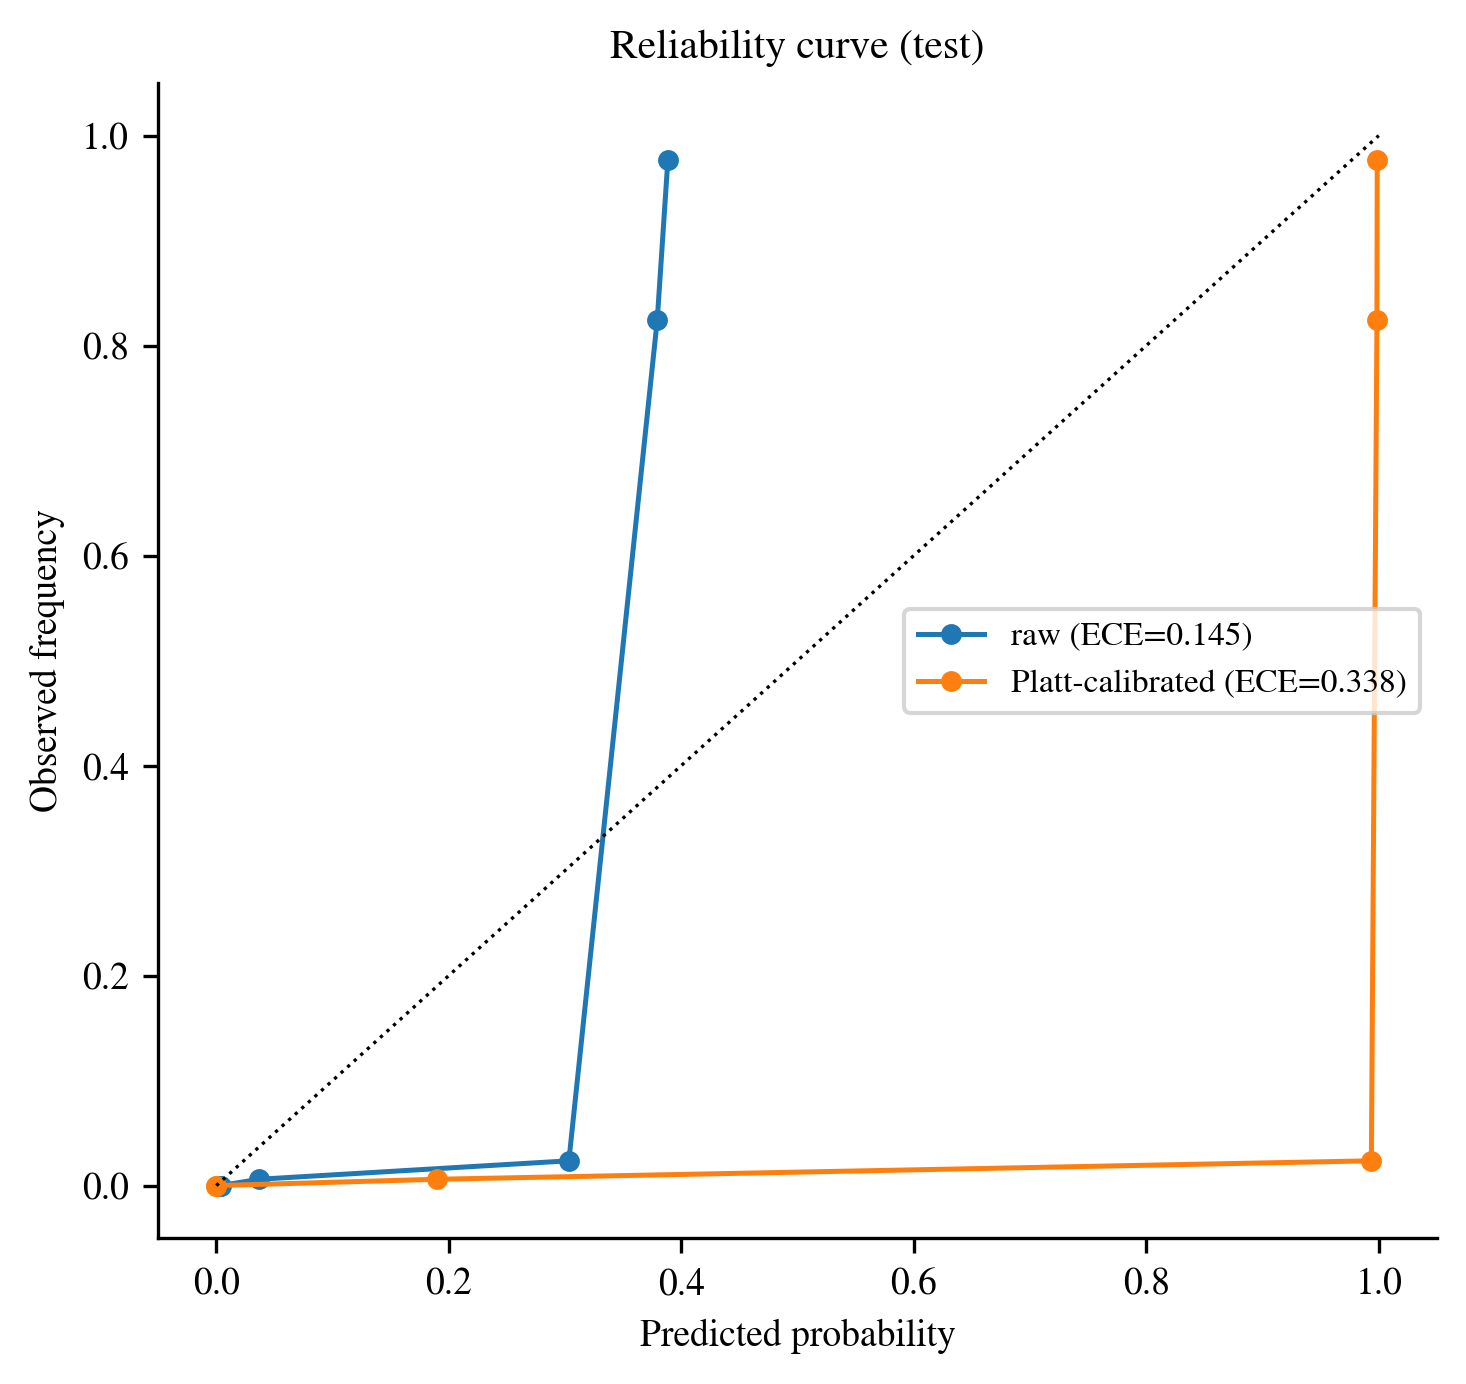 Reliability curve (test)
1.0
0.8
0.6
0.4
0.2
0.0
Observed frequency
raw (ECE=0.145)
Platt-calibrated (ECE=0.338)
0.0 0.2 0.4 0.6 0.8 1.0
Predicted probability